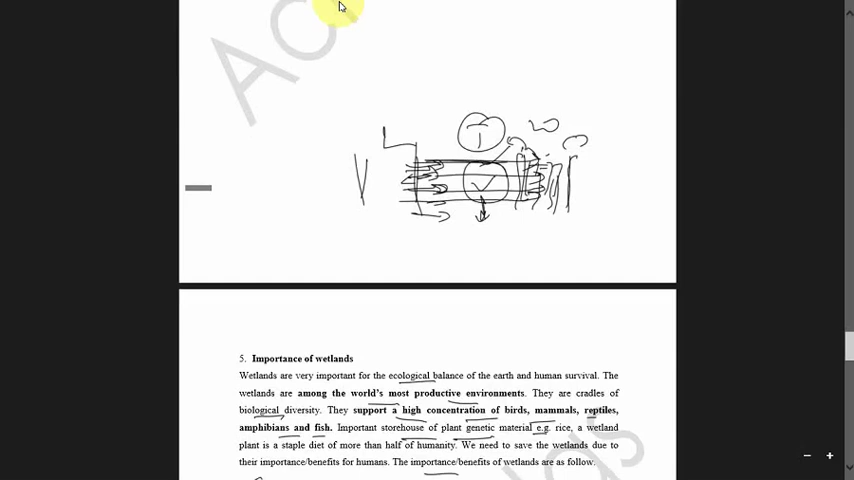 Ac
T
5. Importance of wetlands
Wetlands are very important for the ecological balance of the earth and human survival. The
wetlands are among the world's most productive environments. They are cradles of
biological diversity. They support a high concentration of birds, mammals, reptiles,
amphibians and fish. Important storehouse of plant genetic material e.g. rice, a wetland
plant is a staple diet of more than half of humanity. We need to save the wetlands due to
their importance/benefits for humans. The importance/benefits of wetlands are as follow:
as